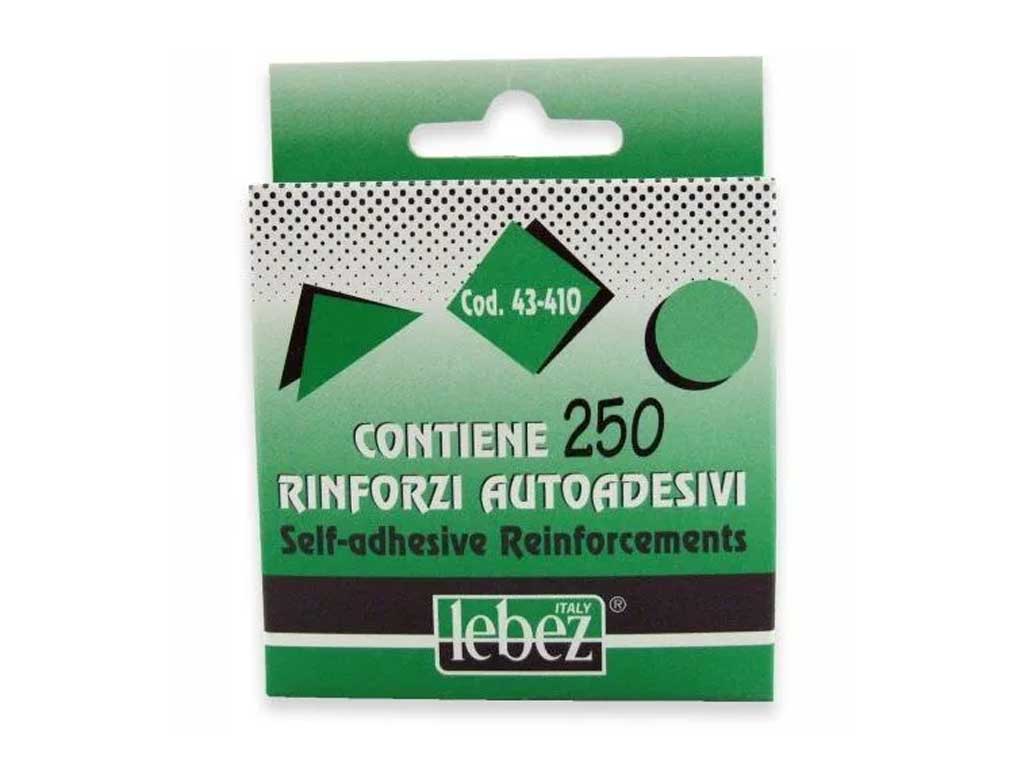 Cod. 43-410
CONTIENE 250
RINFORZI AUTOADESIVI
Self-adhesive Reinforcements
ITALY
lebez ®